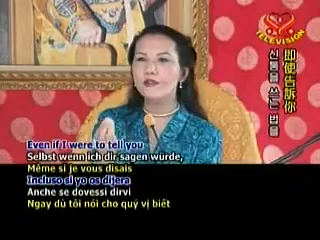 TELEVISION
即使告訴你
신통을 쓰는 법을
Even if I were to tell you
Selbst wenn ich dir sagen würde,
Même si je vous disais
Incluso si yo os dijera
Anche se dovessi dirvi
Ngay dù tôi nói cho quý vị biết